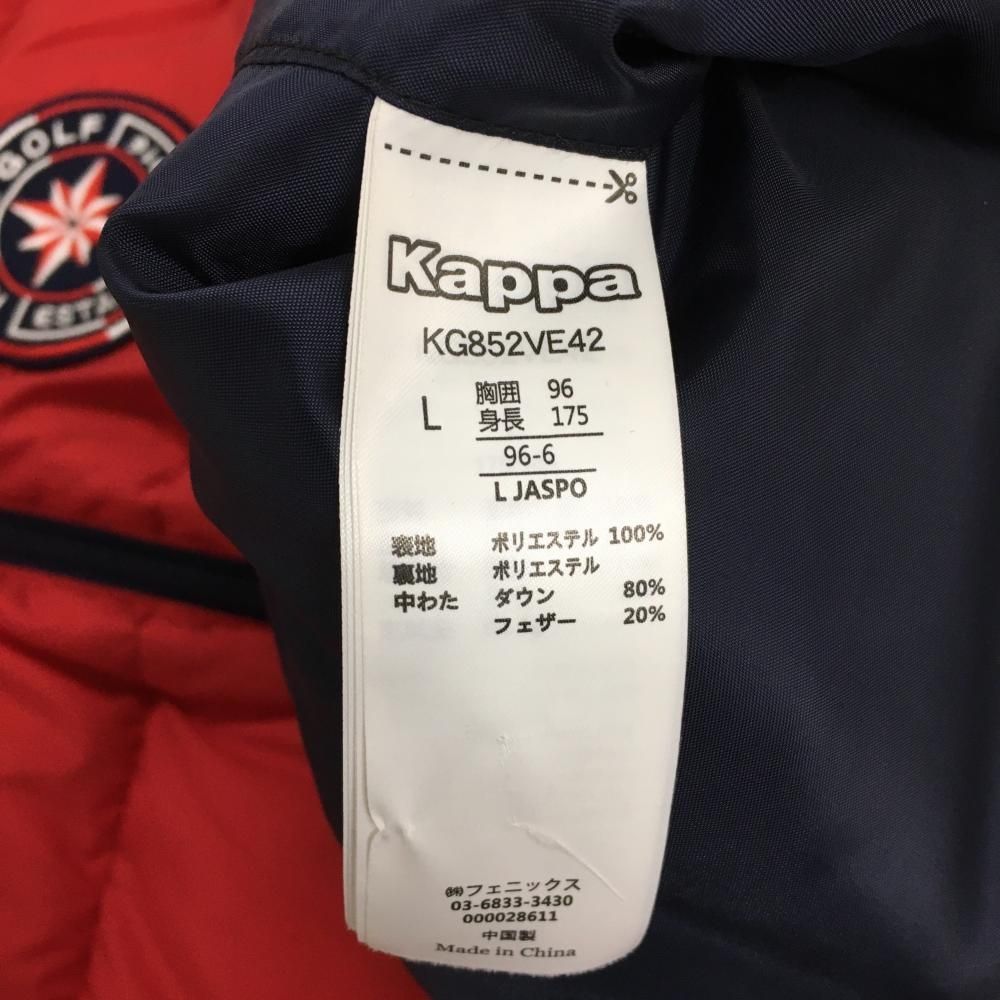 GOLF
ESTA
Kappa
KG852VE42
L
胸囲 96
身長 175
96-6
L JASPO
表地 ポリエステル 100%
裏地 ポリエステル
中わた ダウン 80%
フェザー 20%
㈱フェニックス
03-6833-3430
000028611
中国製
Made in China